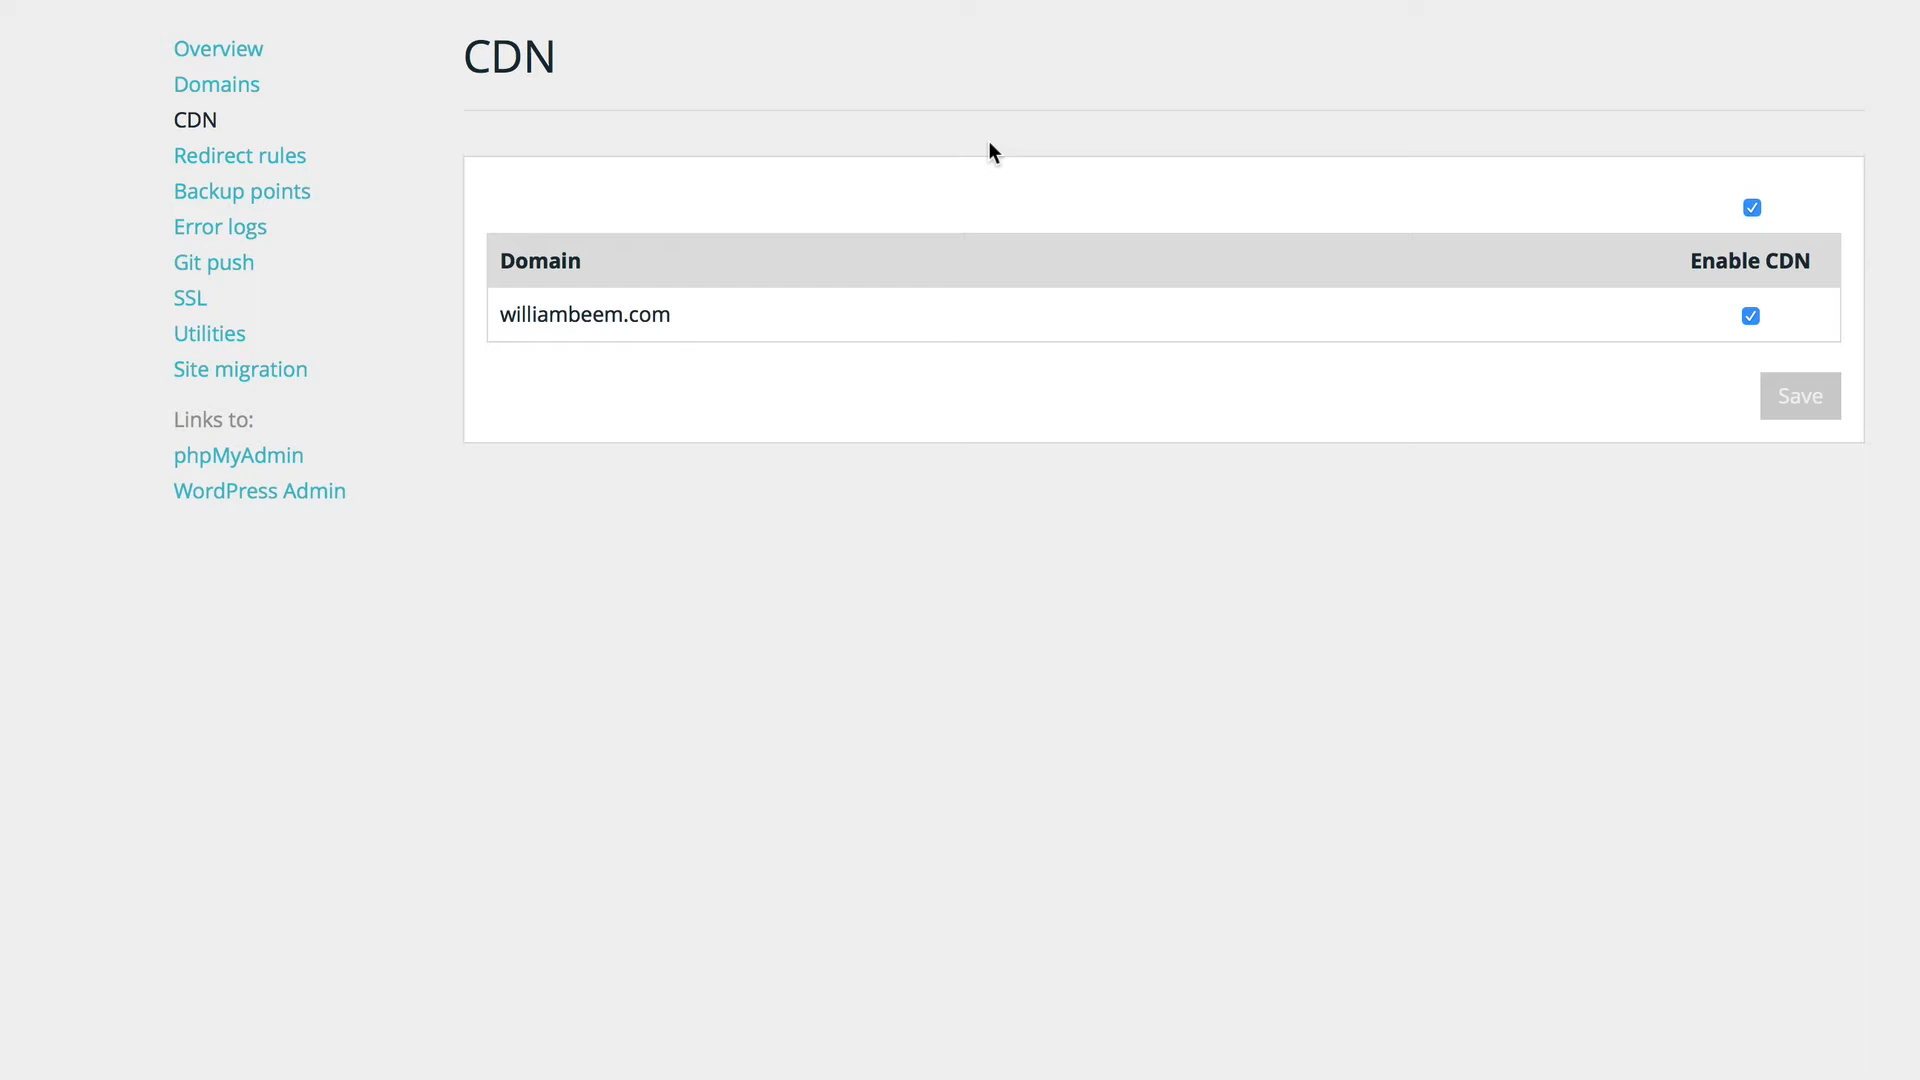 Overview
Domains
CDN
Redirect rules
Backup points
Error logs
Git push
SSL
Utilities
Site migration
Links to:
phpMyAdmin
WordPress Admin
CDN
Domain Enable CDN
williambeem.com
Save